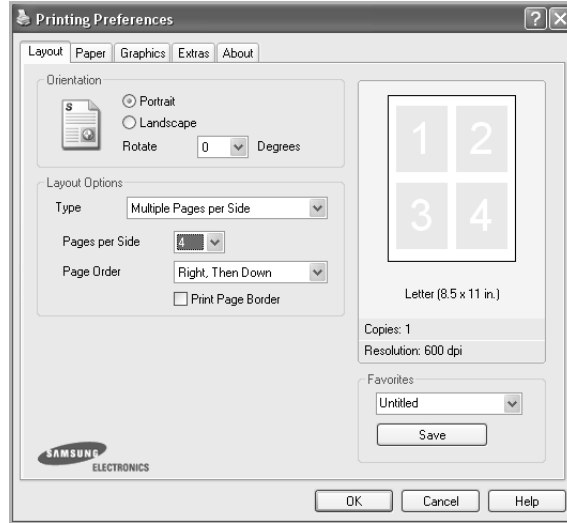 Printing Preferences
Layout Paper Graphics Extras About
Orientation
S
Portrait
Landscape
Rotate 0 Degrees
Layout Options
Type Multiple Pages per Side
Pages per Side 4
Page Order Right, Then Down
Print Page Border
1 2
3 4
Letter (8.5 x 11 in.)
Copies: 1
Resolution: 600 dpi
Favorites
Untitled
Save
SAMSUNG
ELECTRONICS
OK Cancel Help